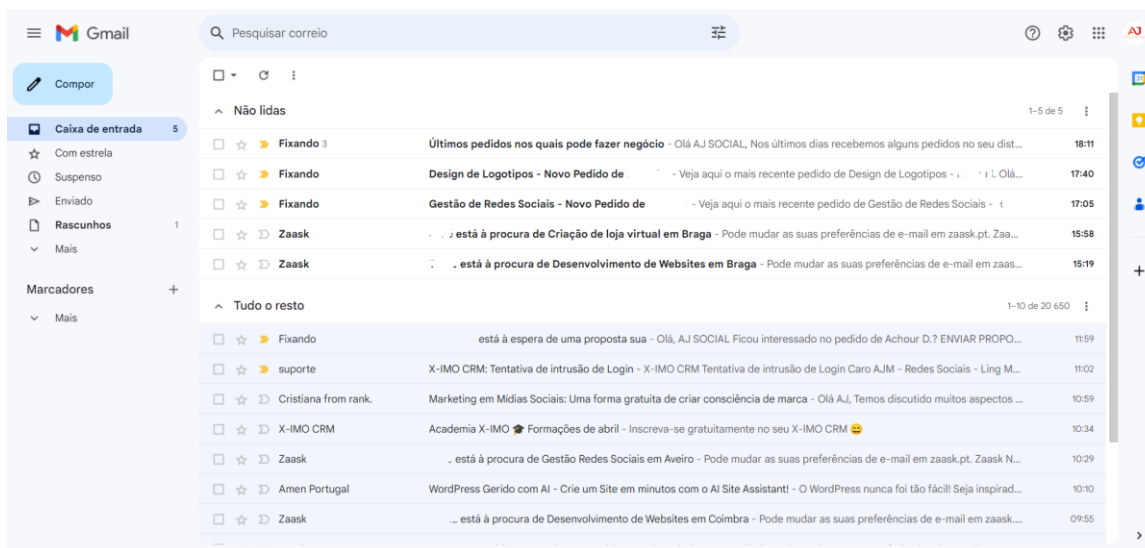 Gmail
Pesquisar correio
AJ
Compor
Caixa de entrada 5
Com estrela
Suspenso
Enviado
Rascunhos 1
Mais
Marcadores
Mais
Não lidas 1–5 de 5
Fixando 3 Últimos pedidos nos quais pode fazer negócio - Olá AJ SOCIAL, Nos últimos dias recebemos alguns pedidos no seu dist... 18:11
Fixando Design de Logotipos - Novo Pedido de - Veja aqui o mais recente pedido de Design de Logotipos - Olá... 17:40
Fixando Gestão de Redes Sociais - Novo Pedido de - Veja aqui o mais recente pedido de Gestão de Redes Sociais - 17:05
Zaask está à procura de Criação de loja virtual em Braga - Pode mudar as suas preferências de e-mail em zaask.pt. Zaa... 15:58
Zaask está à procura de Desenvolvimento de Websites em Braga - Pode mudar as suas preferências de e-mail em zaas... 15:19
Tudo o resto 1–10 de 20 650
Fixando está à espera de uma proposta sua - Olá, AJ SOCIAL Ficou interessado no pedido de Achour D.? ENVIAR PROPO... 11:59
suporte X-IMO CRM: Tentativa de intrusão de Login - X-IMO CRM Tentativa de intrusão de Login Caro AJM - Redes Sociais - Ling M... 11:02
Cristiana from rank. Marketing em Mídias Sociais: Uma forma gratuita de criar consciência de marca - Olá AJ, Temos discutido muitos aspectos ... 10:59
X-IMO CRM Academia X-IMO 🎓 Formações de abril - Inscreva-se gratuitamente no seu X-IMO CRM 😄 10:34
Zaask está à procura de Gestão Redes Sociais em Aveiro - Pode mudar as suas preferências de e-mail em zaask.pt. Zaask N... 10:29
Amen Portugal WordPress Gerido com AI - Crie um Site em minutos com o AI Site Assistant! - O WordPress nunca foi tão fácil! Seja inspirad... 10:10
Zaask está à procura de Desenvolvimento de Websites em Coimbra - Pode mudar as suas preferências de e-mail em zaask.... 09:55